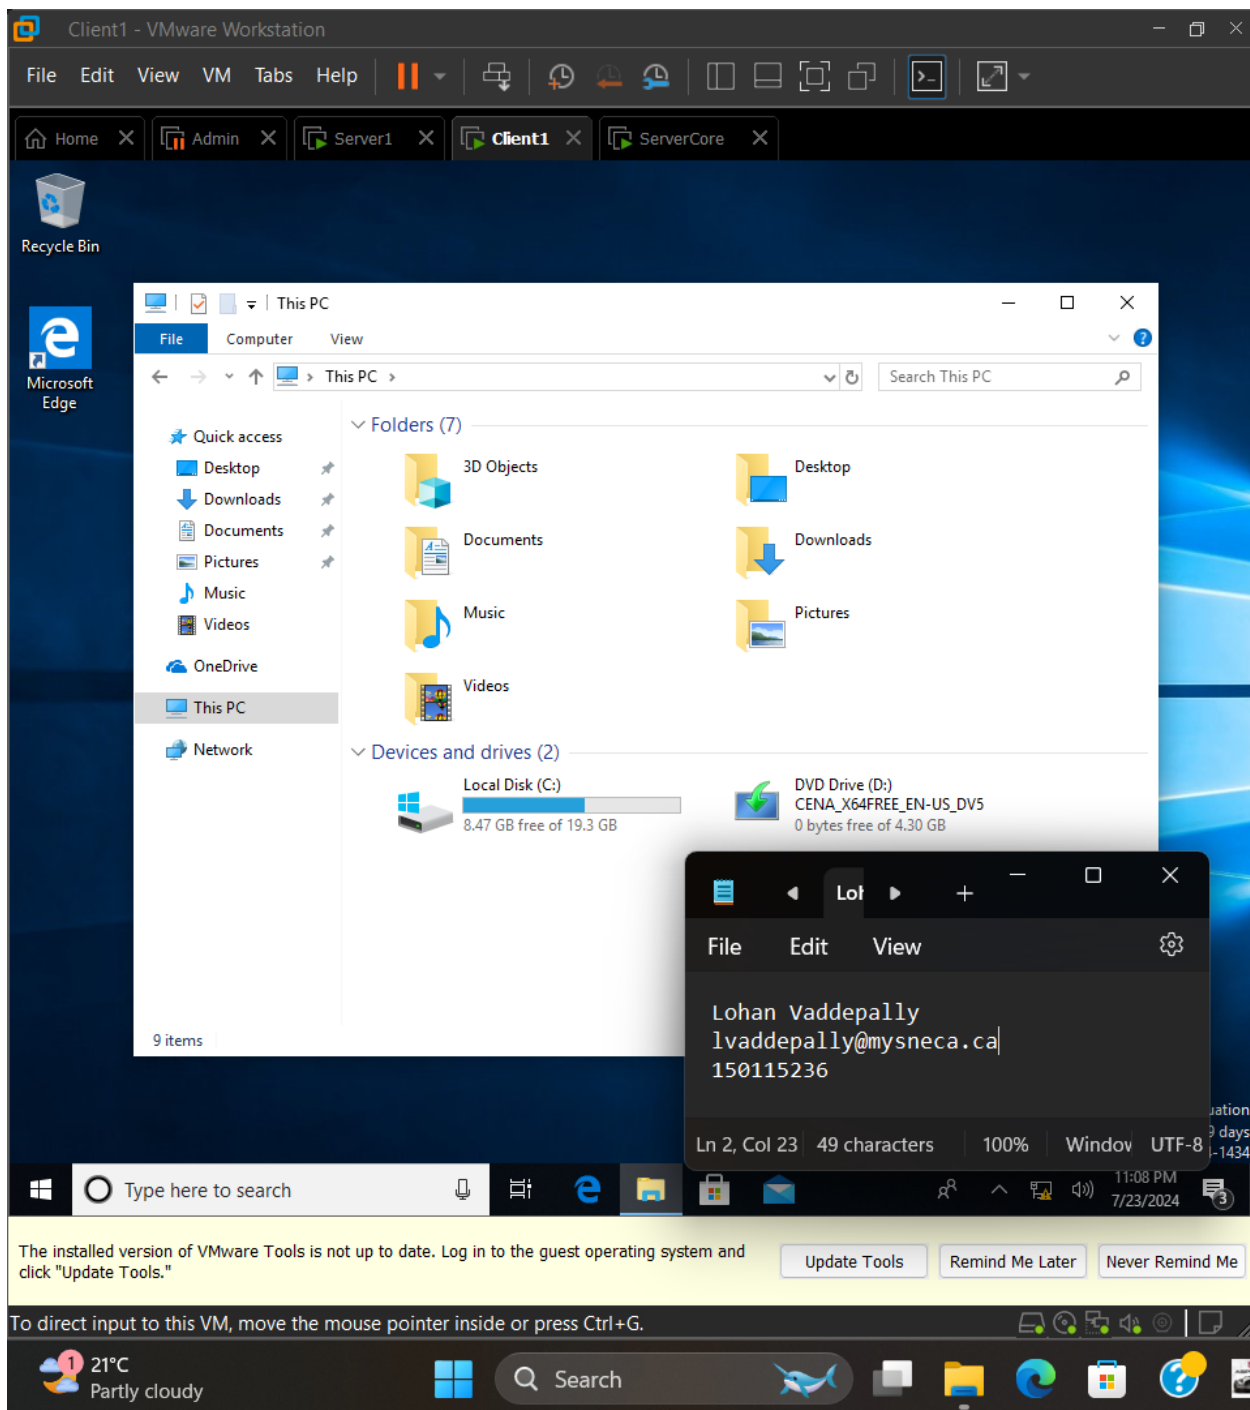 Client1 - VMware Workstation
File Edit View VM Tabs Help
Home Admin Server1 Client1 ServerCore
Recycle Bin
Microsoft
Edge
This PC
File Computer View
This PC
Search This PC
Quick access
Desktop
Downloads
Documents
Pictures
Music
Videos
OneDrive
This PC
Network
Folders (7)
3D Objects
Desktop
Documents
Downloads
Music
Pictures
Videos
Devices and drives (2)
Local Disk (C:)
8.47 GB free of 19.3 GB
DVD Drive (D:)
CENA_X64FREE_EN-US_DV5
0 bytes free of 4.30 GB
9 items
Loh
File Edit View
Lohan Vaddepally
lvaddepally@mysneca.ca
150115236
Ln 2, Col 23 49 characters 100% Window UTF-8
uation
9 days
-1434
Type here to search
11:08 PM
7/23/2024
3
The installed version of VMware Tools is not up to date. Log in to the guest operating system and
click "Update Tools."
Update Tools Remind Me Later Never Remind Me
To direct input to this VM, move the mouse pointer inside or press Ctrl+G.
1
21°C
Partly cloudy
Search